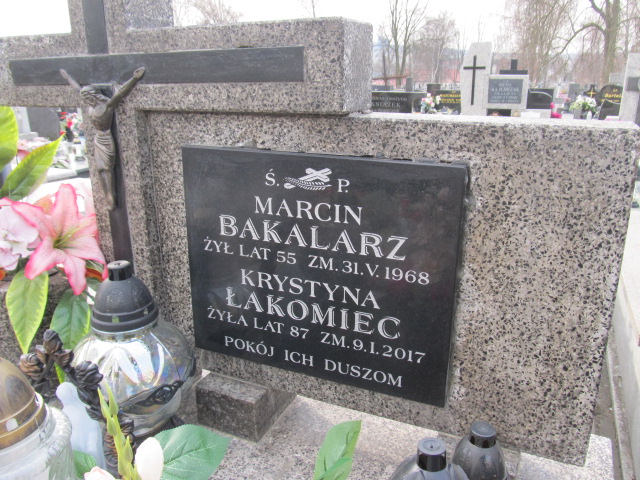 Ś. P.
MARCIN
BAKALARZ
ŻYŁ LAT 55 ZM. 31.V.1968
KRYSTYNA
ŁAKOMIEC
ŻYŁA LAT 87 ZM. 9.I.2017
POKÓJ ICH DUSZOM